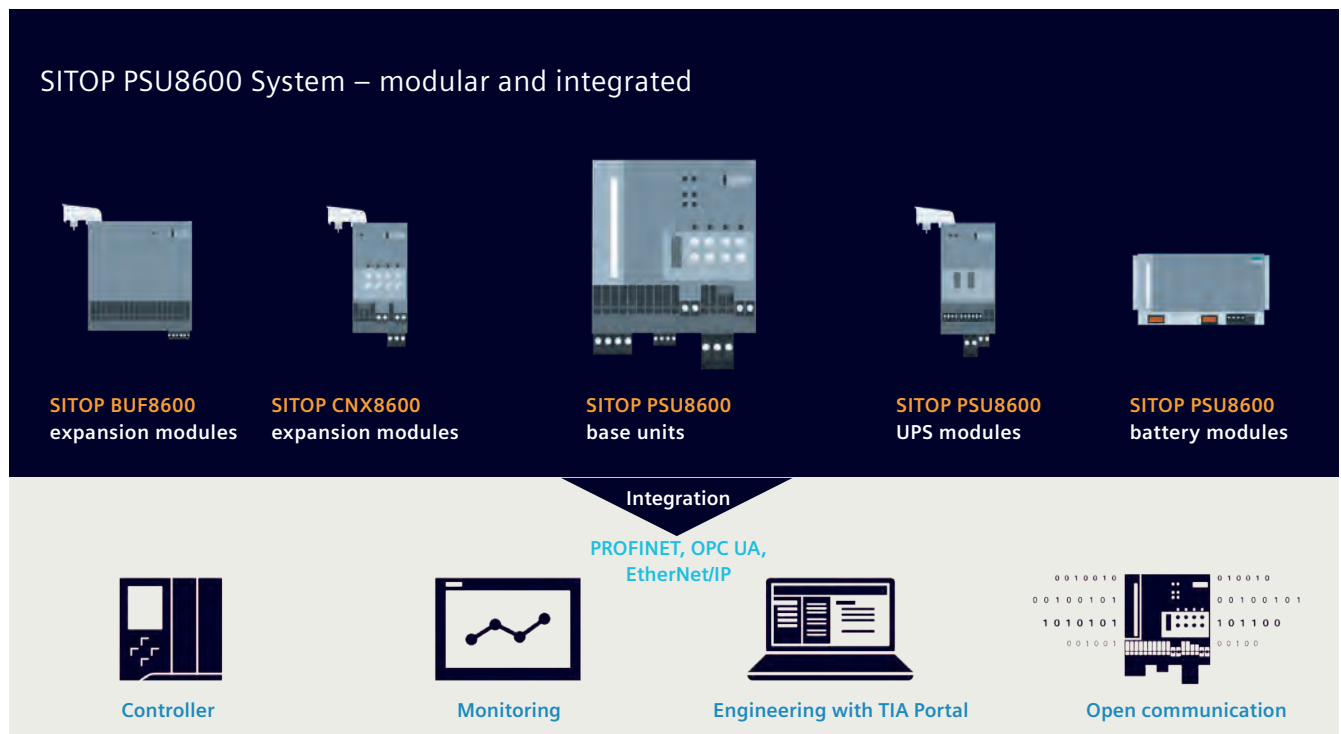 SITOP PSU8600 System – modular and integrated
SITOP BUF8600
expansion modules
SITOP CNX8600
expansion modules
SITOP PSU8600
base units
SITOP PSU8600
UPS modules
SITOP PSU8600
battery modules
Integration
PROFINET, OPC UA,
EtherNet/IP
0010010
010010
00100101
00100101
1010101
101100
001001
00100
Controller
Monitoring
Engineering with TIA Portal
Open communication